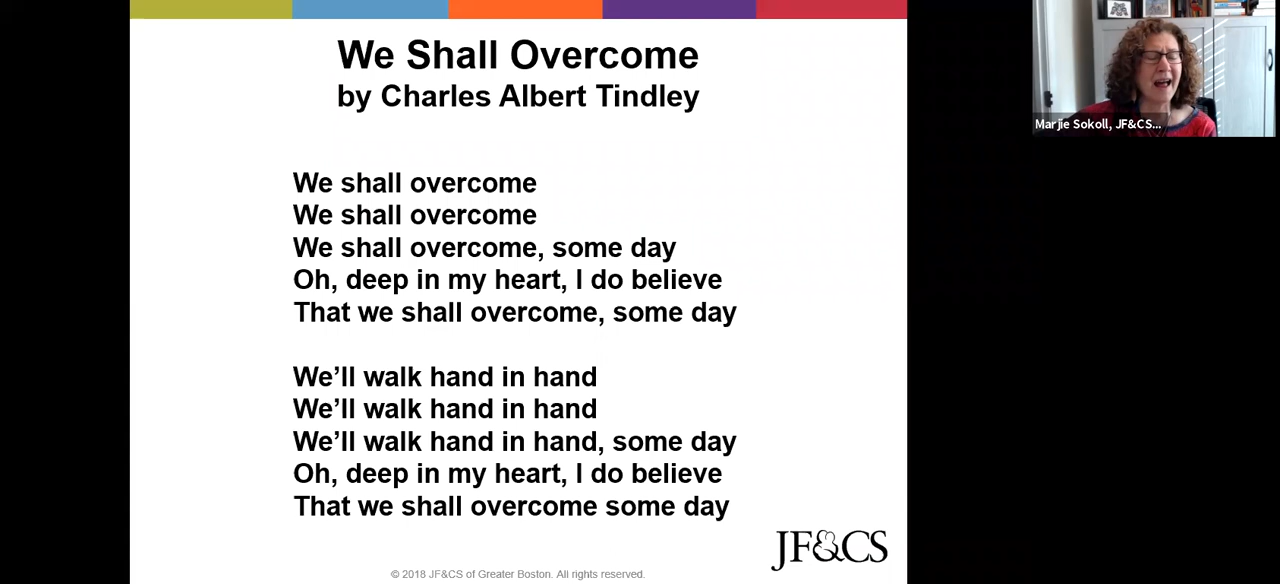 We Shall Overcome
by Charles Albert Tindley
We shall overcome
We shall overcome
We shall overcome, some day
Oh, deep in my heart, I do believe
That we shall overcome, some day
We’ll walk hand in hand
We’ll walk hand in hand
We’ll walk hand in hand, some day
Oh, deep in my heart, I do believe
That we shall overcome some day
JF&CS
© 2018 JF&CS of Greater Boston. All rights reserved.
Marjie Sokoll, JF&CS...